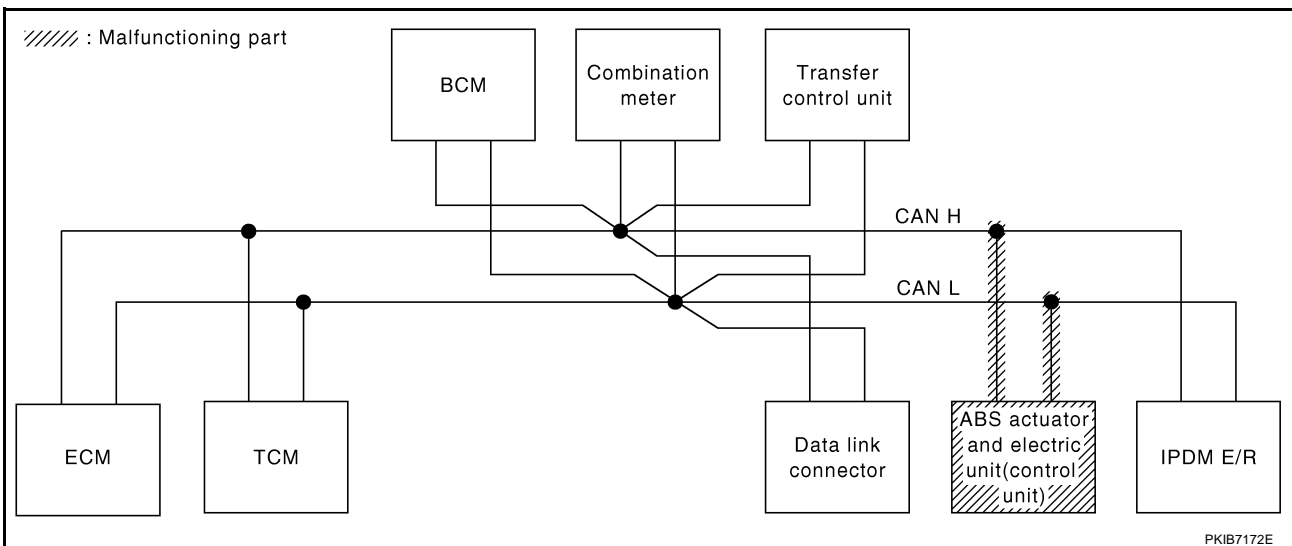 : Malfunctioning part
BCM
Combination
meter
Transfer
control unit
CAN H
CAN L
ECM
TCM
Data link
connector
ABS actuator
and electric
unit(control
unit)
IPDM E/R
PKIB7172E